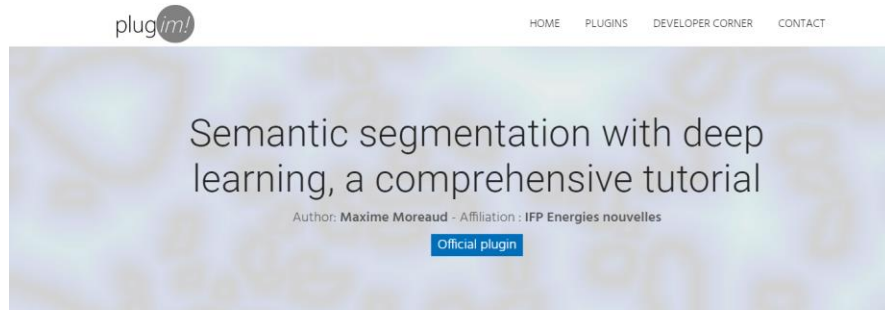 plugim!
HOME PLUGINS DEVELOPER CORNER CONTACT
Semantic segmentation with deep
learning, a comprehensive tutorial
Author: Maxime Moreaud - Affiliation : IFP Energies nouvelles
Official plugin